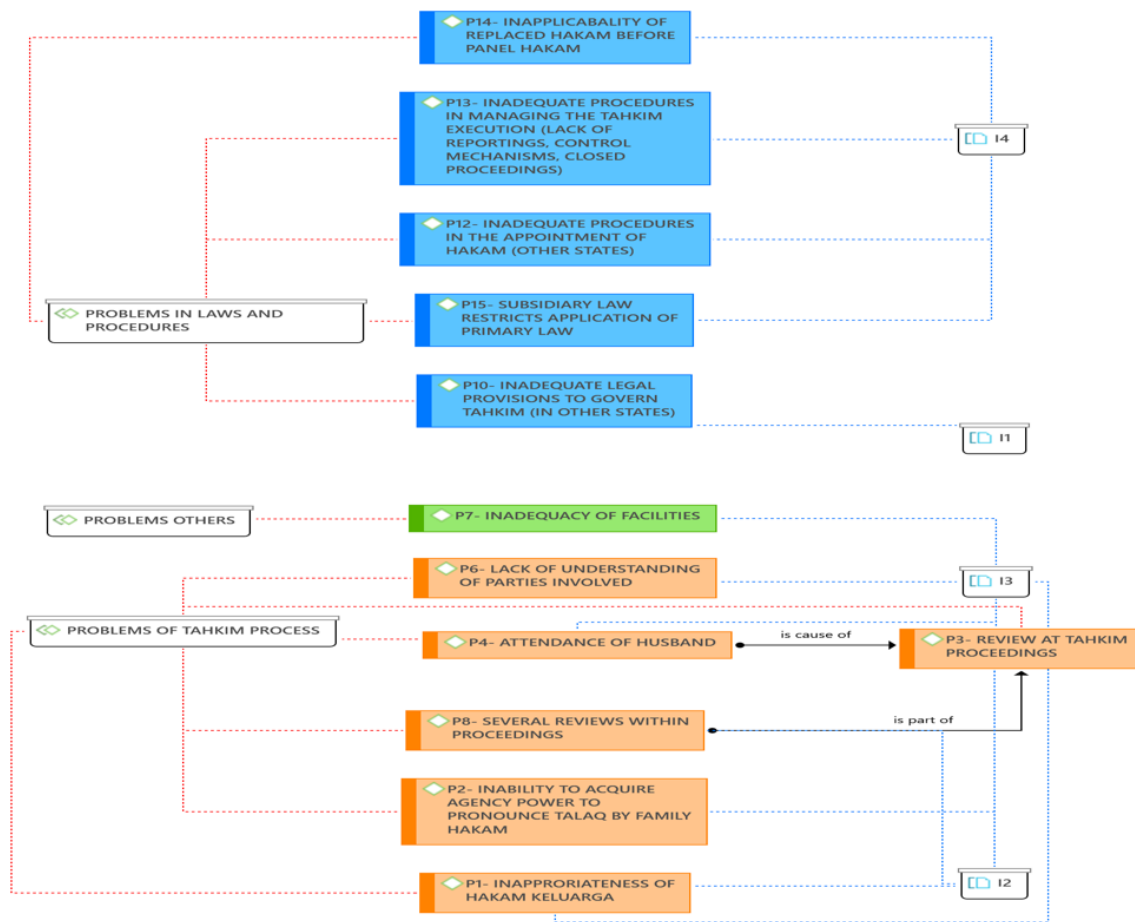 P14- INAPPLICABALITY OF
REPLACED HAKAM BEFORE
PANEL HAKAM
P13- INADEQUATE PROCEDURES
IN MANAGING THE TAHKIM
EXECUTION (LACK OF
REPORTINGS, CONTROL
MECHANISMS, CLOSED
PROCEEDINGS)
I4
P12- INADEQUATE PROCEDURES
IN THE APPOINTMENT OF
HAKAM (OTHER STATES)
PROBLEMS IN LAWS AND
PROCEDURES
P15- SUBSIDIARY LAW
RESTRICTS APPLICATION OF
PRIMARY LAW
P10- INADEQUATE LEGAL
PROVISIONS TO GOVERN
TAHKIM (IN OTHER STATES)
I1
PROBLEMS OTHERS
P7- INADEQUACY OF FACILITIES
P6- LACK OF UNDERSTANDING
OF PARTIES INVOLVED
I3
PROBLEMS OF TAHKIM PROCESS
P4- ATTENDANCE OF HUSBAND
is cause of
P3- REVIEW AT TAHKIM
PROCEEDINGS
P8- SEVERAL REVIEWS WITHIN
PROCEEDINGS
is part of
P2- INABILITY TO ACQUIRE
AGENCY POWER TO
PRONOUNCE TALAQ BY FAMILY
HAKAM
P1- INAPPRORIATENESS OF
HAKAM KELUARGA
I2